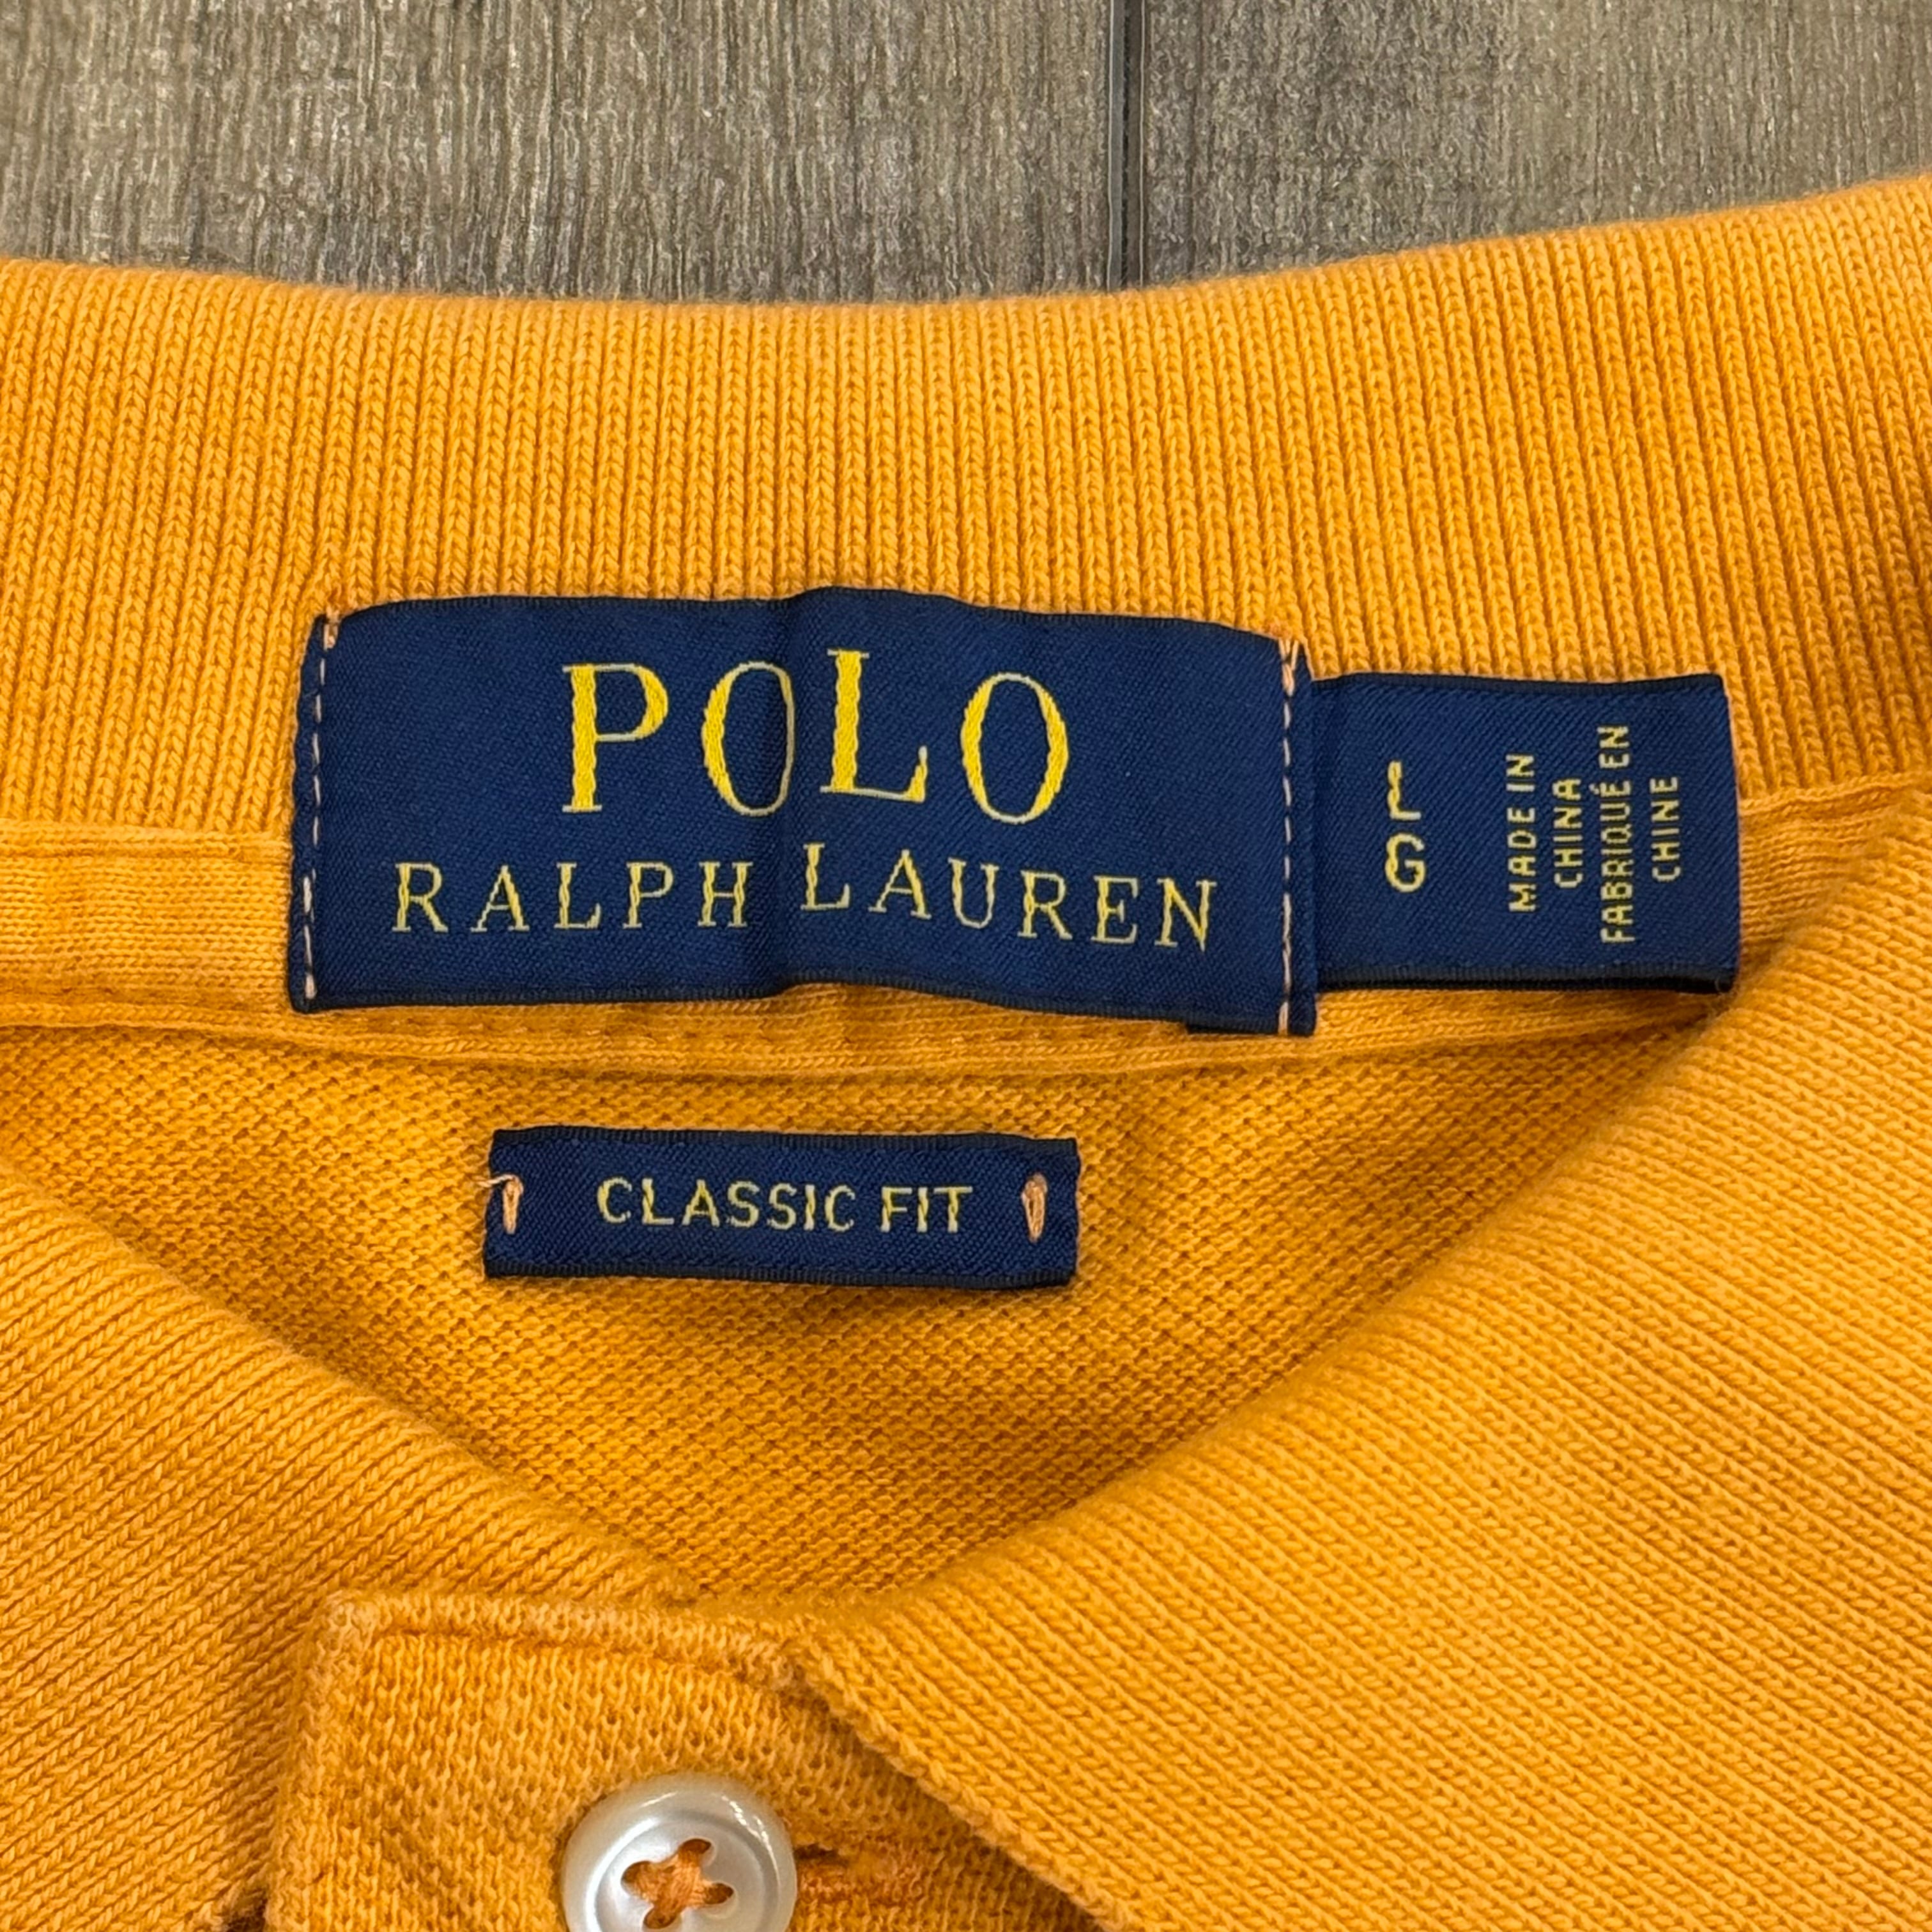 POLO
RALPH LAUREN
L
G
MADE IN
CHINA
FABRIQUÉ EN
CHINE
CLASSIC FIT